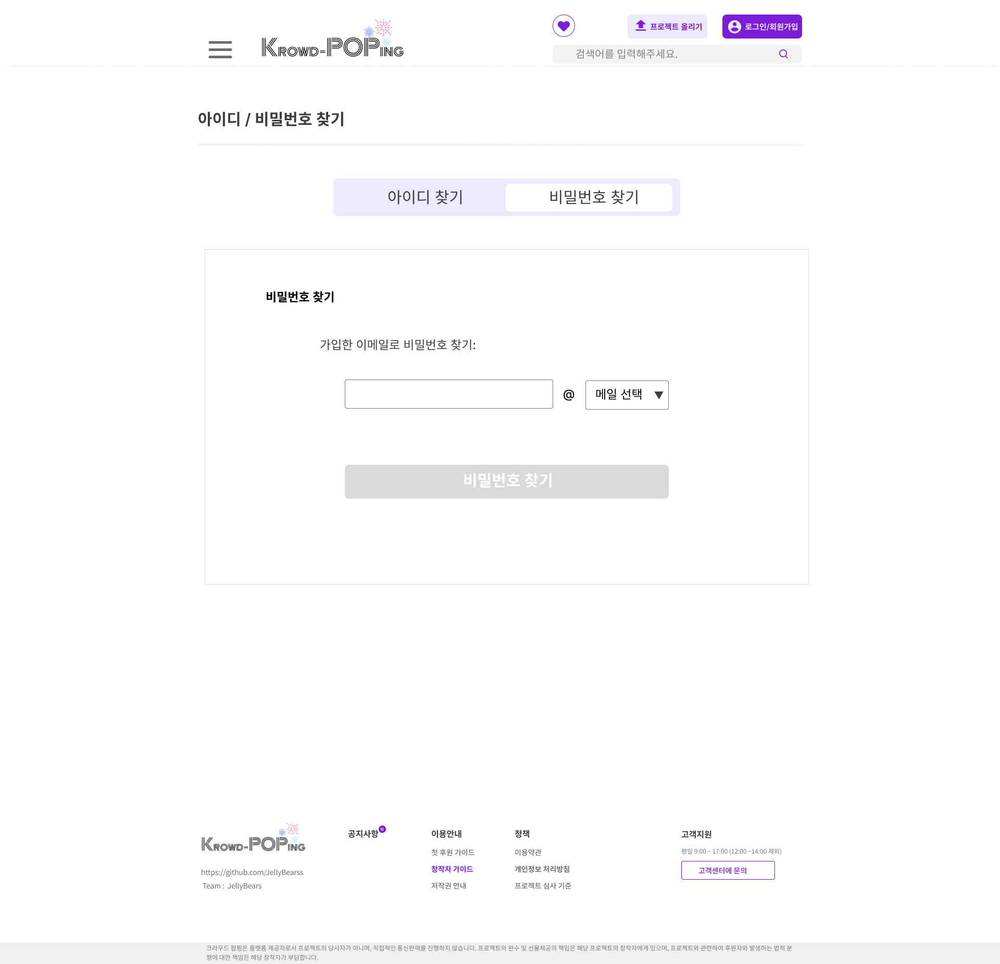 KROWD-POPING
프로젝트 올리기
로그인/회원가입
검색어를 입력해주세요.
아이디 / 비밀번호 찾기
아이디 찾기
비밀번호 찾기
비밀번호 찾기
가입한 이메일로 비밀번호 찾기:
@
메일 선택 ▼
비밀번호 찾기
KROWD-POPING
https://github.com/JellyBearss
Team : JellyBears
공지사항 N
이용안내
첫 후원 가이드
창작자 가이드
저작권 안내
정책
이용약관
개인정보 처리방침
프로젝트 심사 기준
고객지원
평일 9:00 ~ 17:00 (12:00 ~14:00 제외)
고객센터에 문의
크라우드 팝핑은 플랫폼 제공자로서 프로젝트의 당사자가 아니며, 직접적인 통신판매를 진행하지 않습니다. 프로젝트의 완수 및 선물제공의 책임은 해당 프로젝트의 창작자에게 있으며, 프로젝트와 관련하여 후원자와 발생하는 법적 분
쟁에 대한 책임은 해당 창작자가 부담합니다.